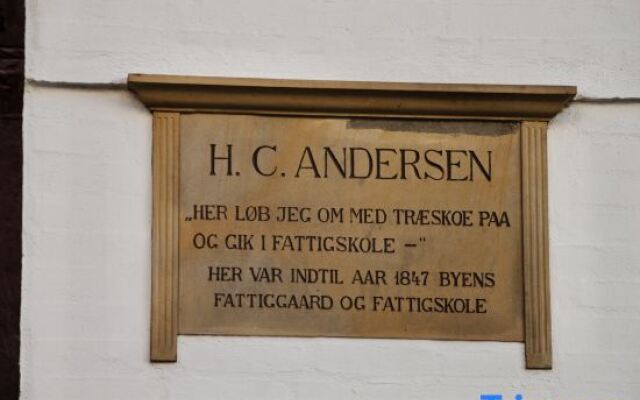 H. C. ANDERSEN
„HER LØB JEG OM MED TRÆSKOE PAA
OG GIK I FATTIGSKOLE –“
HER VAR INDTIL AAR 1847 BYENS
FATTIGGAARD OG FATTIGSKOLE